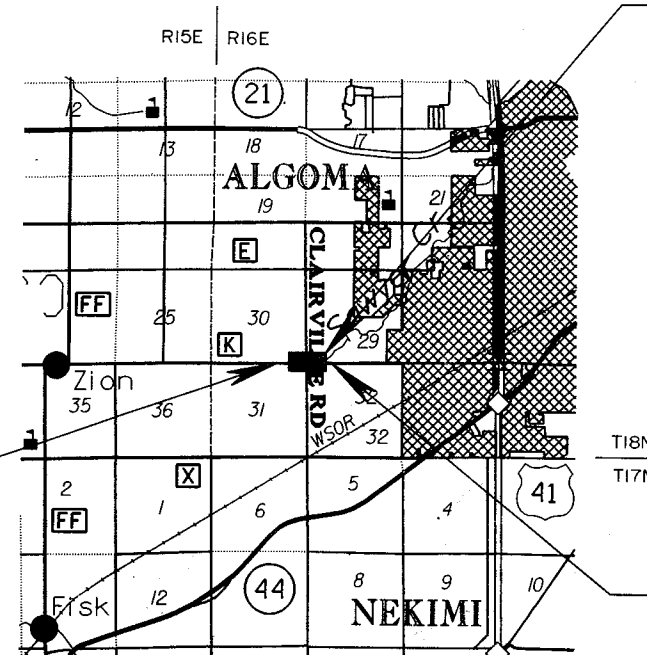 R15E R16E
21
12
13 18 17
ALGOMA
19 21
E
CLAIRVILLE RD
FF
25 30 29
K
Zion
35 36 31 33
32
WSOR
T18N
T17N
X
2 1 6 5 4
FF
41
12 8 9 10
44
Fisk
NEKIMI